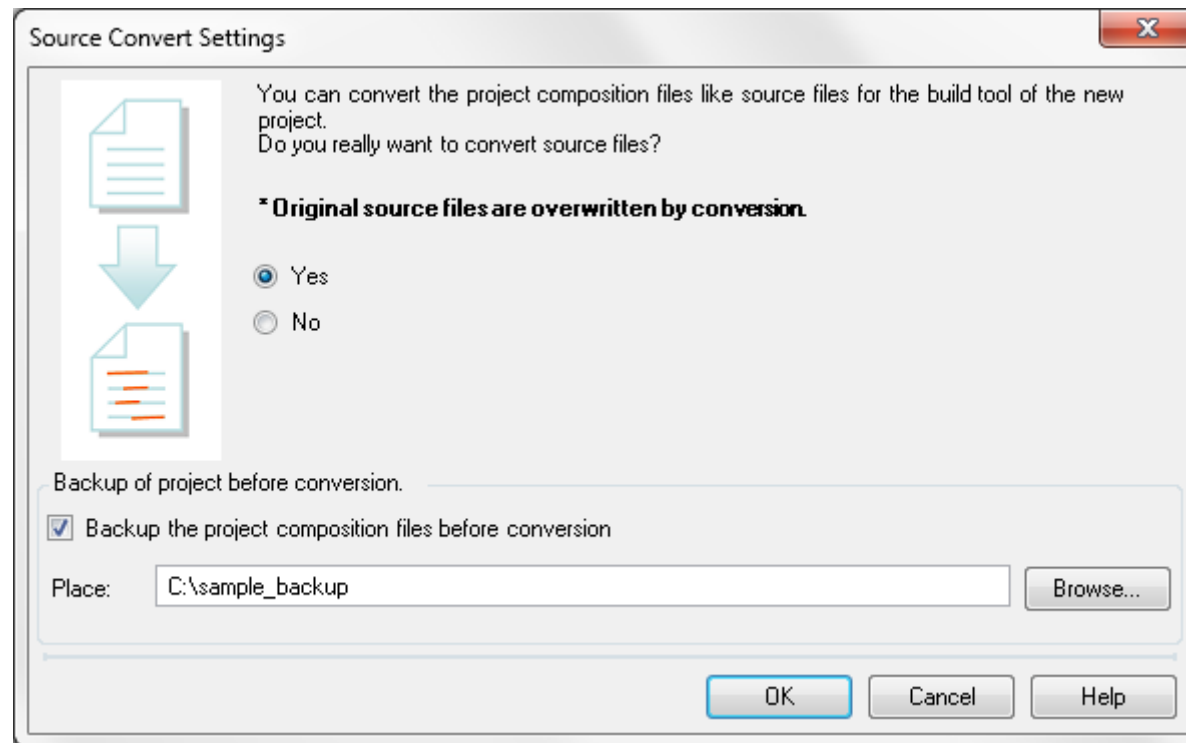 Source Convert Settings
You can convert the project composition files like source files for the build tool of the new
project.
Do you really want to convert source files?
* Original source files are overwritten by conversion.
Yes
No
Backup of project before conversion.
Backup the project composition files before conversion
Place:
C:\sample_backup
Browse...
OK
Cancel
Help